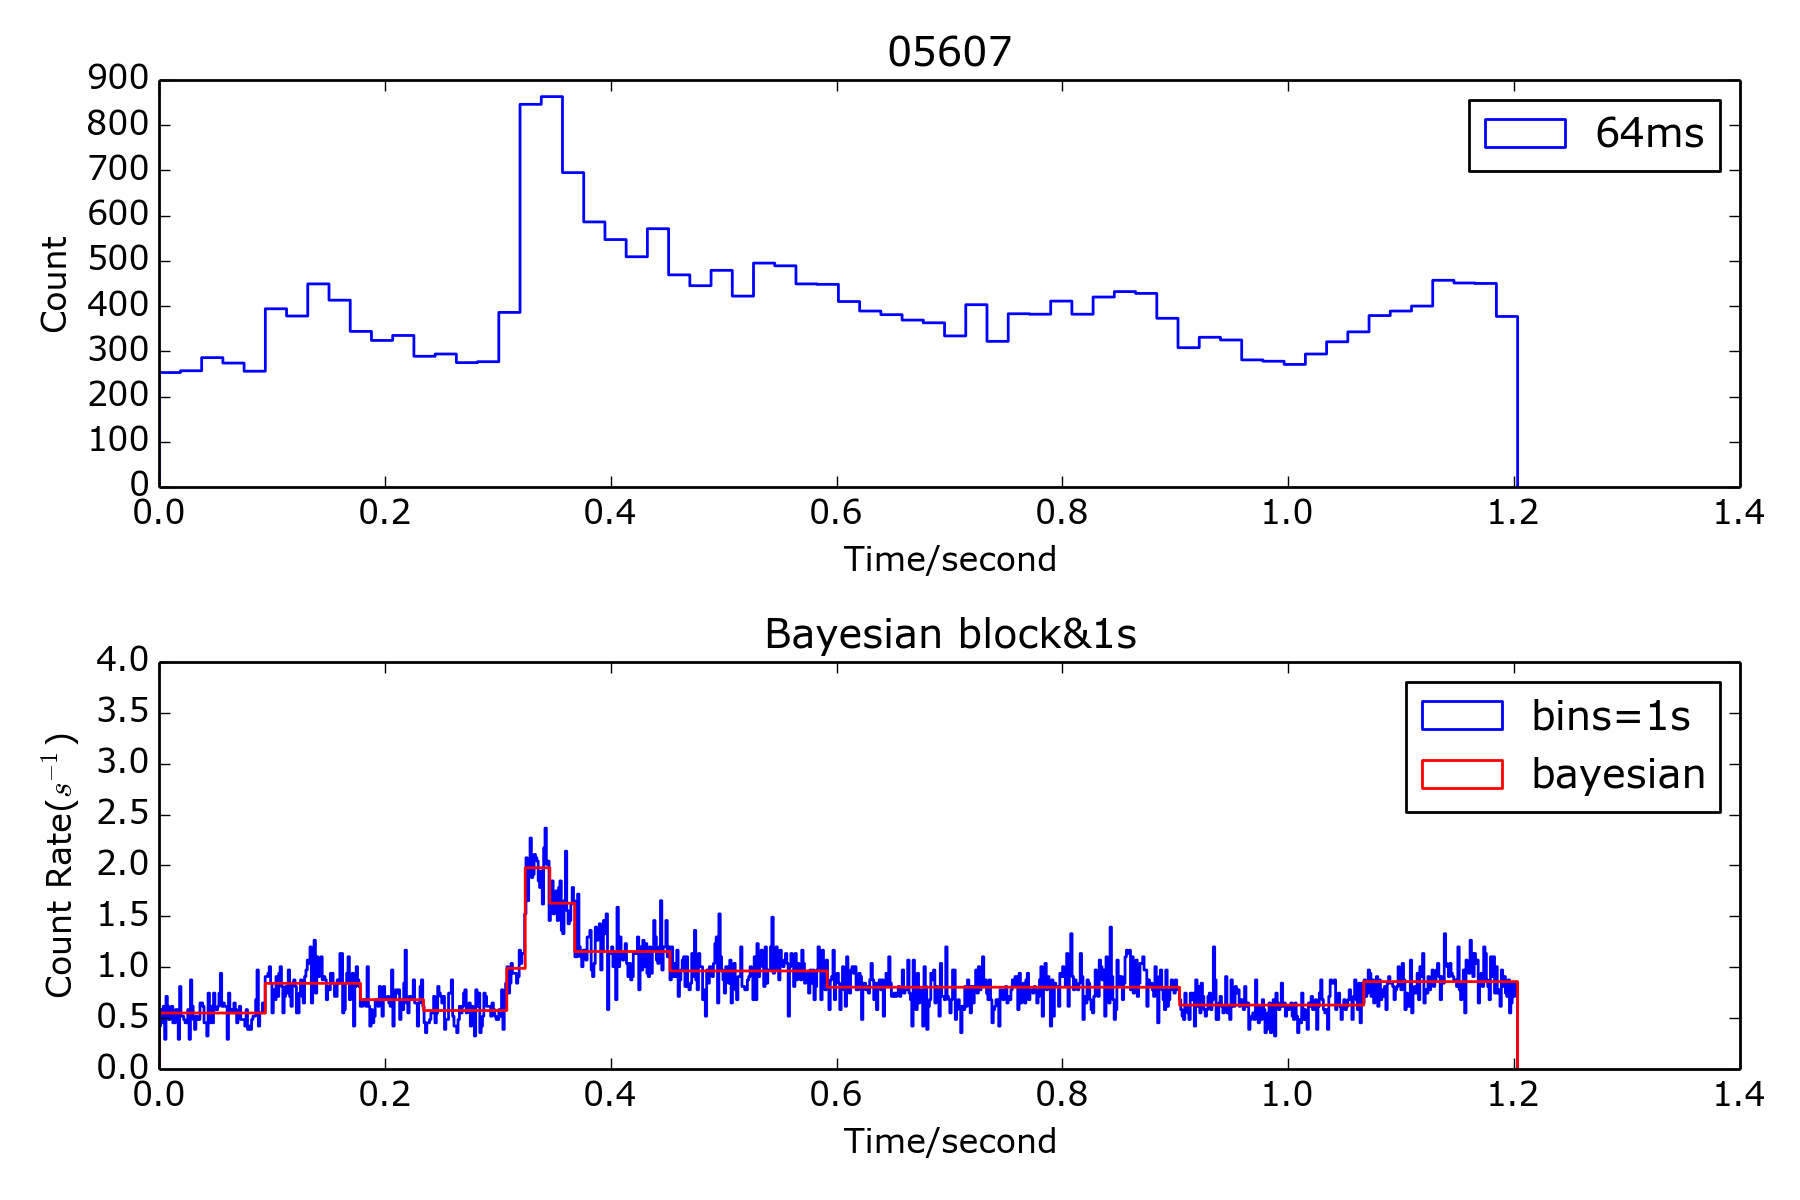 05607
900
800
700
600
500
400
300
200
100
0
Count
64ms
0.0 0.2 0.4 0.6 0.8 1.0 1.2 1.4
Time/second
Bayesian block&1s
4.0
3.5
3.0
2.5
2.0
1.5
1.0
0.5
0.0
Count Rate(s⁻¹)
bins=1s
bayesian
0.0 0.2 0.4 0.6 0.8 1.0 1.2 1.4
Time/second